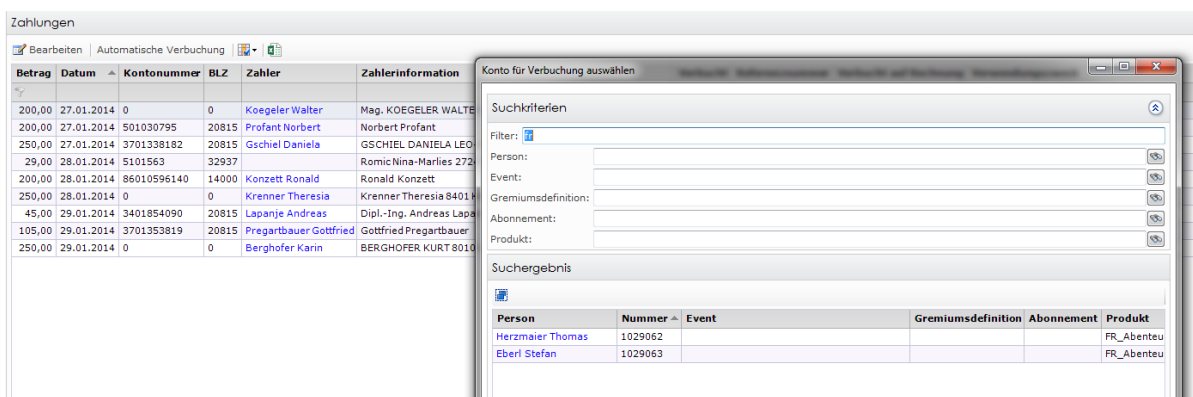 Zahlungen
Bearbeiten | Automatische Verbuchung
Betrag Datum Kontonummer BLZ Zahler Zahlerinformation
200,00 27.01.2014 0 0 Koegeler Walter Mag. KOEGELER WALTE
200,00 27.01.2014 501030795 20815 Profant Norbert Norbert Profant
250,00 27.01.2014 3701338182 20815 Gschiel Daniela GSCHIEL DANIELA LEO
29,00 28.01.2014 5101563 32937 Romic Nina-Marlies 272
200,00 28.01.2014 86010596140 14000 Konzett Ronald Ronald Konzett
250,00 28.01.2014 0 0 Krenner Theresia Krenner Theresia 8401
45,00 29.01.2014 3401854090 20815 Lapanje Andreas Dipl.-Ing. Andreas Lapa
105,00 29.01.2014 3701353819 20815 Pregartbauer Gottfried Gottfried Pregartbauer
250,00 29.01.2014 0 0 Berghofer Karin BERGHOFER KURT 8010
Konto für Verbuchung auswählen
Suchkriterien
Filter: fr
Person:
Event:
Gremiumsdefinition:
Abonnement:
Produkt:
Suchergebnis
Person Nummer Event Gremiumsdefinition Abonnement Produkt
Herzmaier Thomas 1029062 FR_Abenteu
Eberl Stefan 1029063 FR_Abenteu